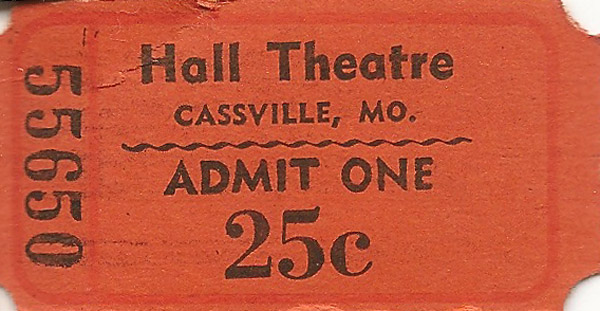 55650
Hall Theatre
CASSVILLE, MO.
ADMIT ONE
25c